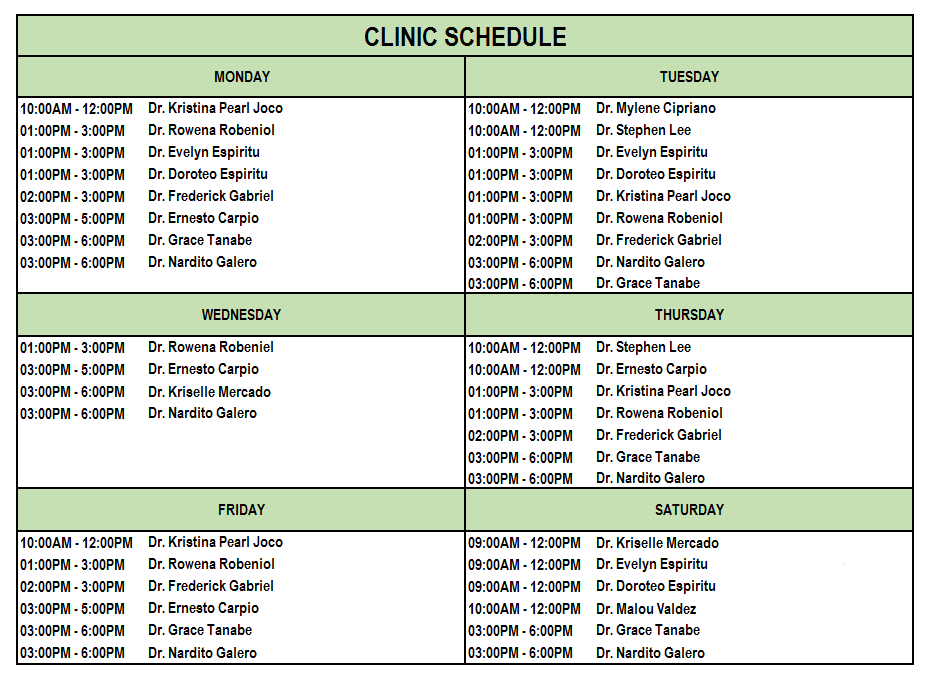 CLINIC SCHEDULE
MONDAY
10:00AM - 12:00PM Dr. Kristina Pearl Joco
01:00PM - 3:00PM Dr. Rowena Robeniol
01:00PM - 3:00PM Dr. Evelyn Espiritu
01:00PM - 3:00PM Dr. Doroteo Espiritu
02:00PM - 3:00PM Dr. Frederick Gabriel
03:00PM - 5:00PM Dr. Ernesto Carpio
03:00PM - 6:00PM Dr. Grace Tanabe
03:00PM - 6:00PM Dr. Nardito Galero
TUESDAY
10:00AM - 12:00PM Dr. Mylene Cipriano
10:00AM - 12:00PM Dr. Stephen Lee
01:00PM - 3:00PM Dr. Evelyn Espiritu
01:00PM - 3:00PM Dr. Doroteo Espiritu
01:00PM - 3:00PM Dr. Kristina Pearl Joco
01:00PM - 3:00PM Dr. Rowena Robeniol
02:00PM - 3:00PM Dr. Frederick Gabriel
03:00PM - 6:00PM Dr. Nardito Galero
03:00PM - 6:00PM Dr. Grace Tanabe
WEDNESDAY
01:00PM - 3:00PM Dr. Rowena Robeniel
03:00PM - 5:00PM Dr. Ernesto Carpio
03:00PM - 6:00PM Dr. Kriselle Mercado
03:00PM - 6:00PM Dr. Nardito Galero
THURSDAY
10:00AM - 12:00PM Dr. Stephen Lee
10:00AM - 12:00PM Dr. Ernesto Carpio
01:00PM - 3:00PM Dr. Kristina Pearl Joco
01:00PM - 3:00PM Dr. Rowena Robeniol
02:00PM - 3:00PM Dr. Frederick Gabriel
03:00PM - 6:00PM Dr. Grace Tanabe
03:00PM - 6:00PM Dr. Nardito Galero
FRIDAY
10:00AM - 12:00PM Dr. Kristina Pearl Joco
01:00PM - 3:00PM Dr. Rowena Robeniol
02:00PM - 3:00PM Dr. Frederick Gabriel
03:00PM - 5:00PM Dr. Ernesto Carpio
03:00PM - 6:00PM Dr. Grace Tanabe
03:00PM - 6:00PM Dr. Nardito Galero
SATURDAY
09:00AM - 12:00PM Dr. Kriselle Mercado
09:00AM - 12:00PM Dr. Evelyn Espiritu
09:00AM - 12:00PM Dr. Doroteo Espiritu
10:00AM - 12:00PM Dr. Malou Valdez
03:00PM - 6:00PM Dr. Grace Tanabe
03:00PM - 6:00PM Dr. Nardito Galero